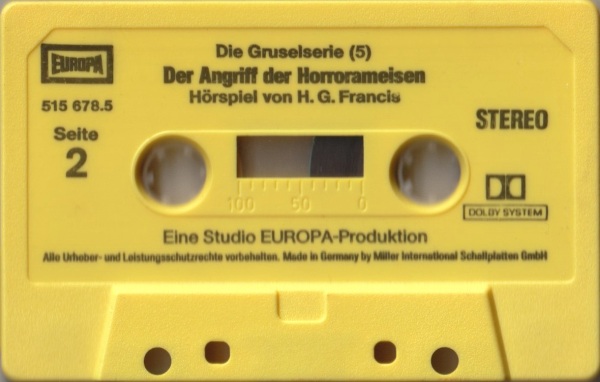 EUROPA
Die Gruselserie (5)
Der Angriff der Horrorameisen
Hörspiel von H. G. Francis
515 678.5
Seite
2
STEREO
100 50 0
DOLBY SYSTEM
Eine Studio EUROPA-Produktion
Alle Urheber- und Leistungsschutzrechte vorbehalten. Made in Germany by Miller International Schallplatten GmbH